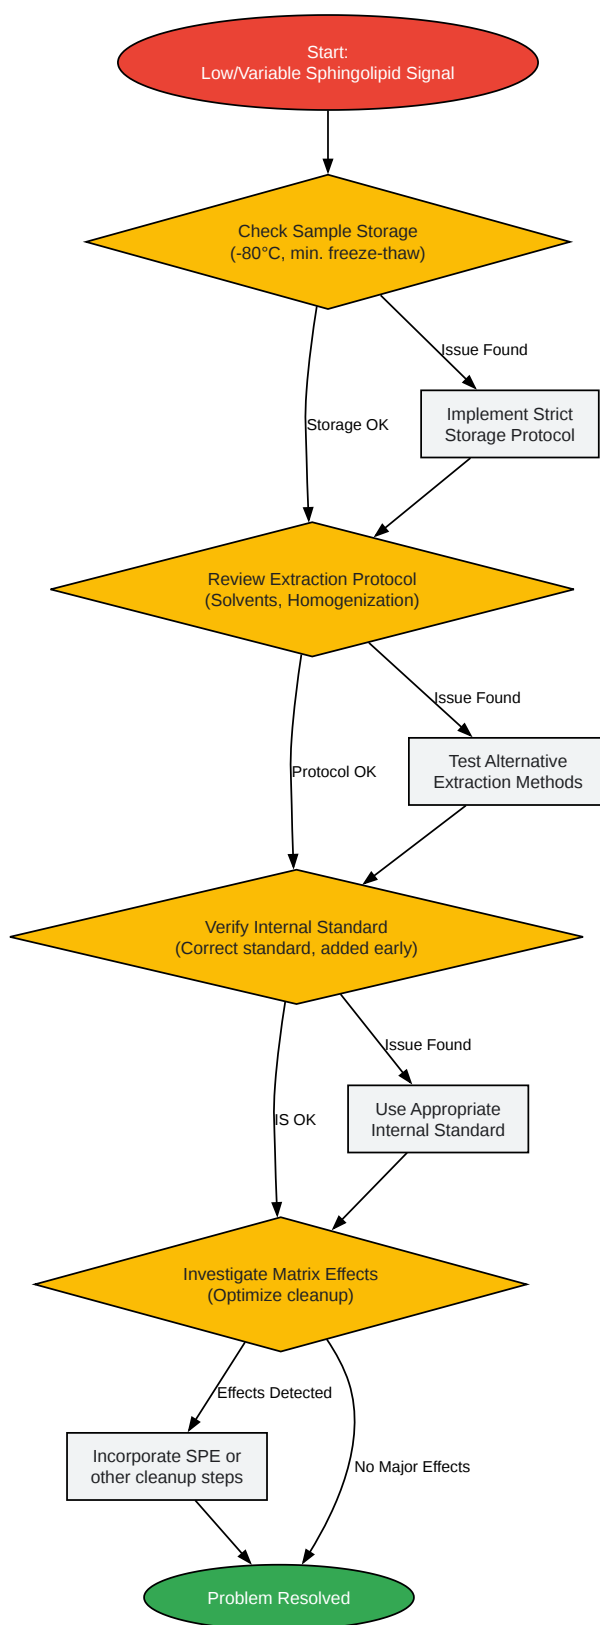 Start:
Low/Variable Sphingolipid Signal
Check Sample Storage
(-80°C, min. freeze-thaw)
Issue Found
Implement Strict
Storage Protocol
Storage OK
Review Extraction Protocol
(Solvents, Homogenization)
Issue Found
Test Alternative
Extraction Methods
Protocol OK
Verify Internal Standard
(Correct standard, added early)
Issue Found
Use Appropriate
Internal Standard
IS OK
Investigate Matrix Effects
(Optimize cleanup)
Effects Detected
Incorporate SPE or
other cleanup steps
No Major Effects
Problem Resolved